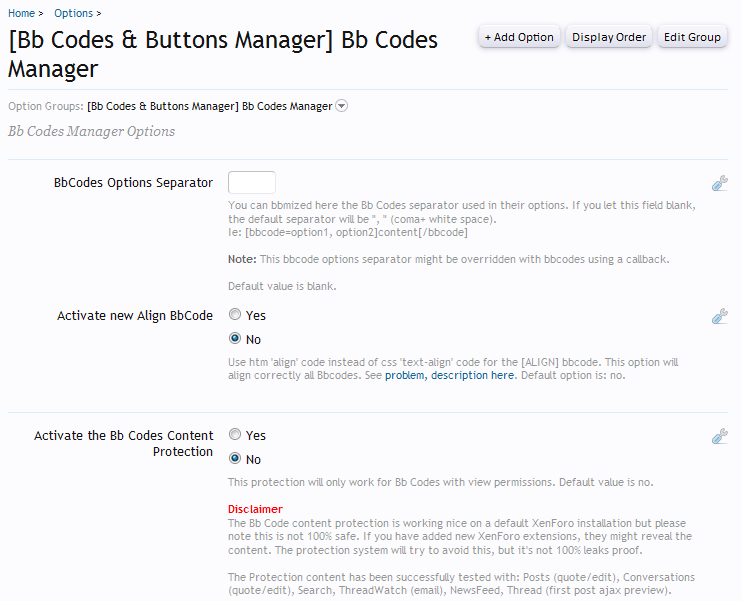 Home > Options >
[Bb Codes & Buttons Manager] Bb Codes
Manager
+ Add Option Display Order Edit Group
Option Groups: [Bb Codes & Buttons Manager] Bb Codes Manager
Bb Codes Manager Options
BbCodes Options Separator
You can bbmized here the Bb Codes separator used in their options. If you let this field blank,
the default separator will be ", " (coma+ white space).
Ie: [bbcode=option1, option2]content[/bbcode]
Note: This bbcode options separator might be overridden with bbcodes using a callback.
Default value is blank.
Activate new Align BbCode
Yes
No
Use htm 'align' code instead of css 'text-align' code for the [ALIGN] bbcode. This option will
align correctly all Bbcodes. See problem, description here. Default option is: no.
Activate the Bb Codes Content
Protection
Yes
No
This protection will only work for Bb Codes with view permissions. Default value is no.
Disclaimer
The Bb Code content protection is working nice on a default XenForo installation but please
note this is not 100% safe. If you have added new XenForo extensions, they might reveal the
content. The protection system will try to avoid this, but it's not 100% leaks proof.
The Protection content has been successfully tested with: Posts (quote/edit), Conversations
(quote/edit), Search, ThreadWatch (email), NewsFeed, Thread (first post ajax preview).